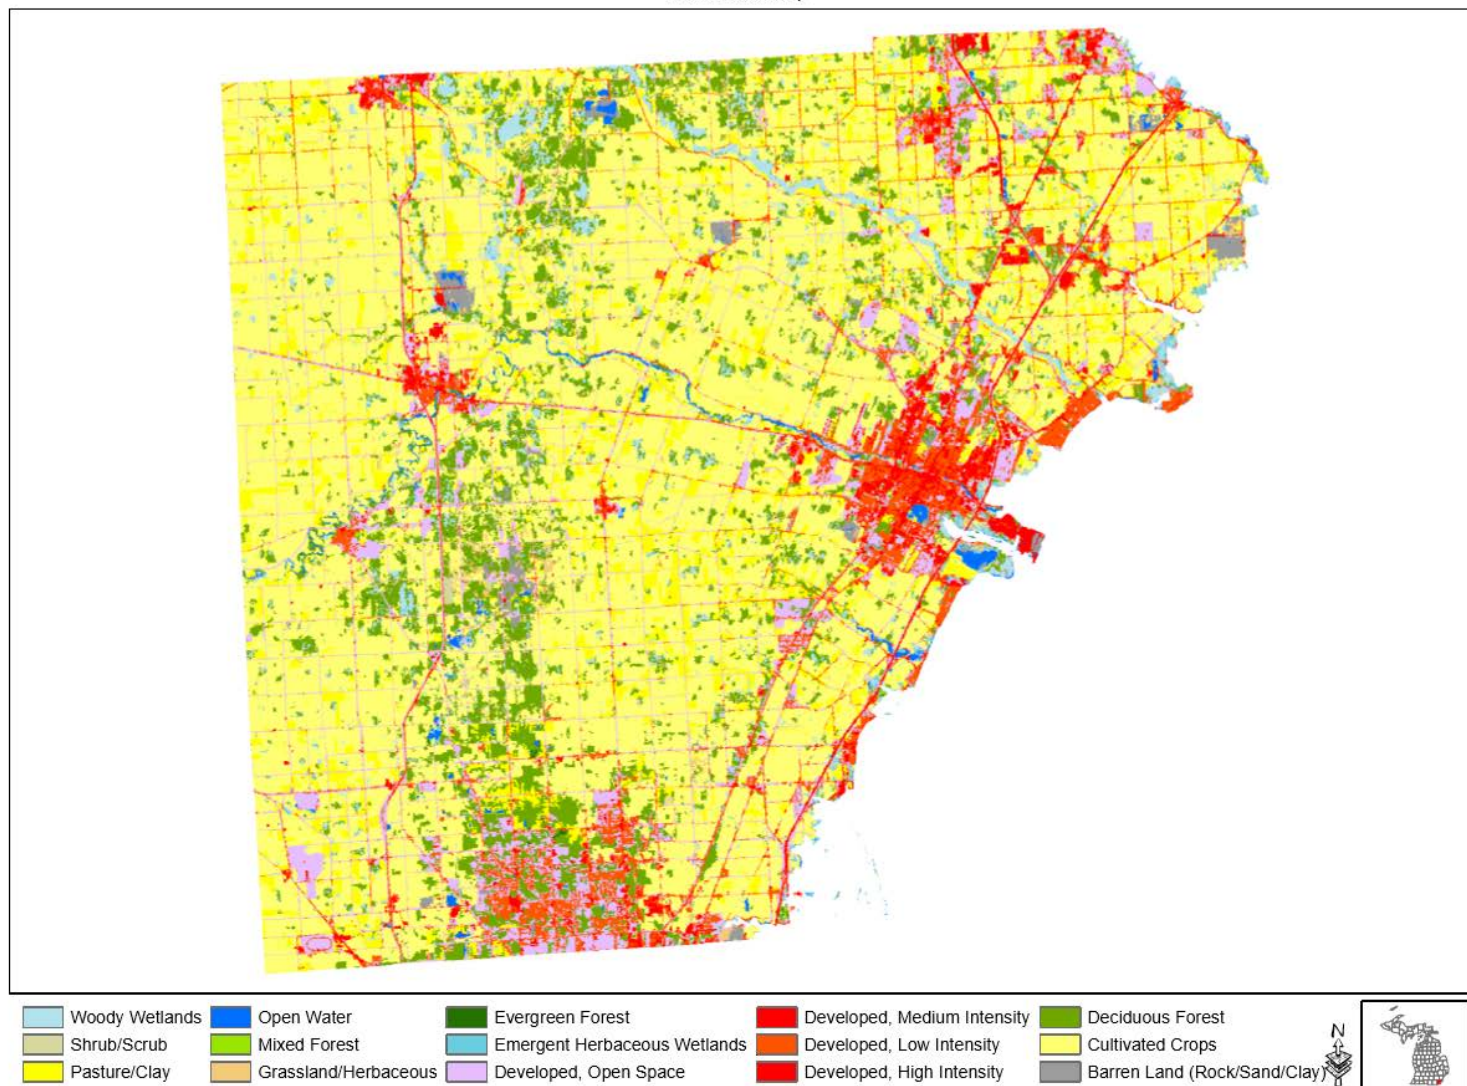 Woody Wetlands Open Water Evergreen Forest Developed, Medium Intensity Deciduous Forest
Shrub/Scrub Mixed Forest Emergent Herbaceous Wetlands Developed, Low Intensity Cultivated Crops
Pasture/Clay Grassland/Herbaceous Developed, Open Space Developed, High Intensity Barren Land (Rock/Sand/Clay)
N